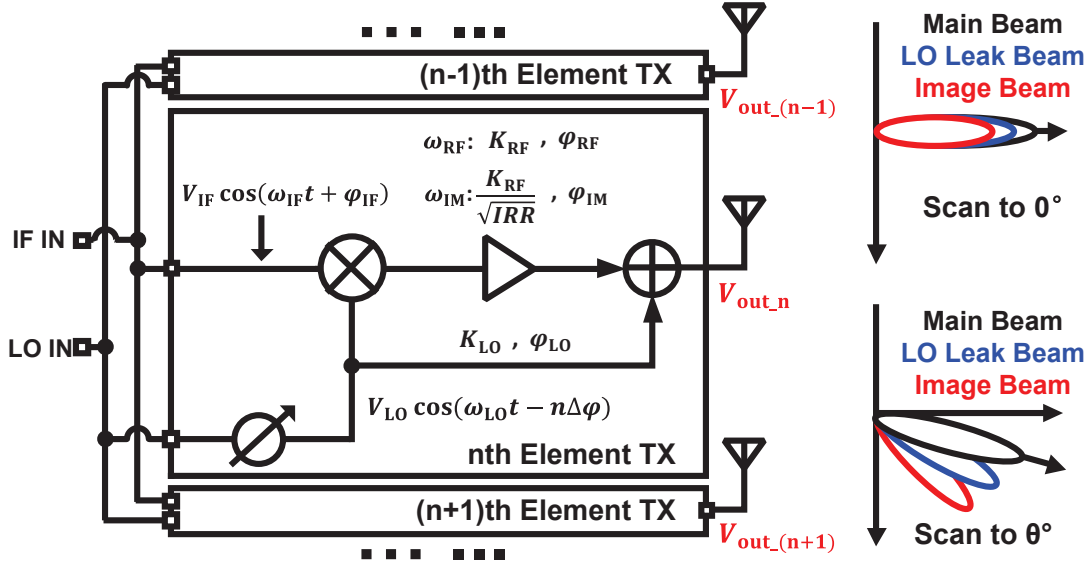 (n-1)th Element TX
V_out_(n−1)
ω_RF: K_RF , φ_RF
ω_IM: K_RF/√IRR , φ_IM
V_IF cos(ω_IF t + φ_IF)
IF IN
LO IN
V_out_n
K_LO , φ_LO
V_LO cos(ω_LO t − nΔφ)
nth Element TX
(n+1)th Element TX
V_out_(n+1)
Main Beam
LO Leak Beam
Image Beam
Scan to 0°
Main Beam
LO Leak Beam
Image Beam
Scan to θ°